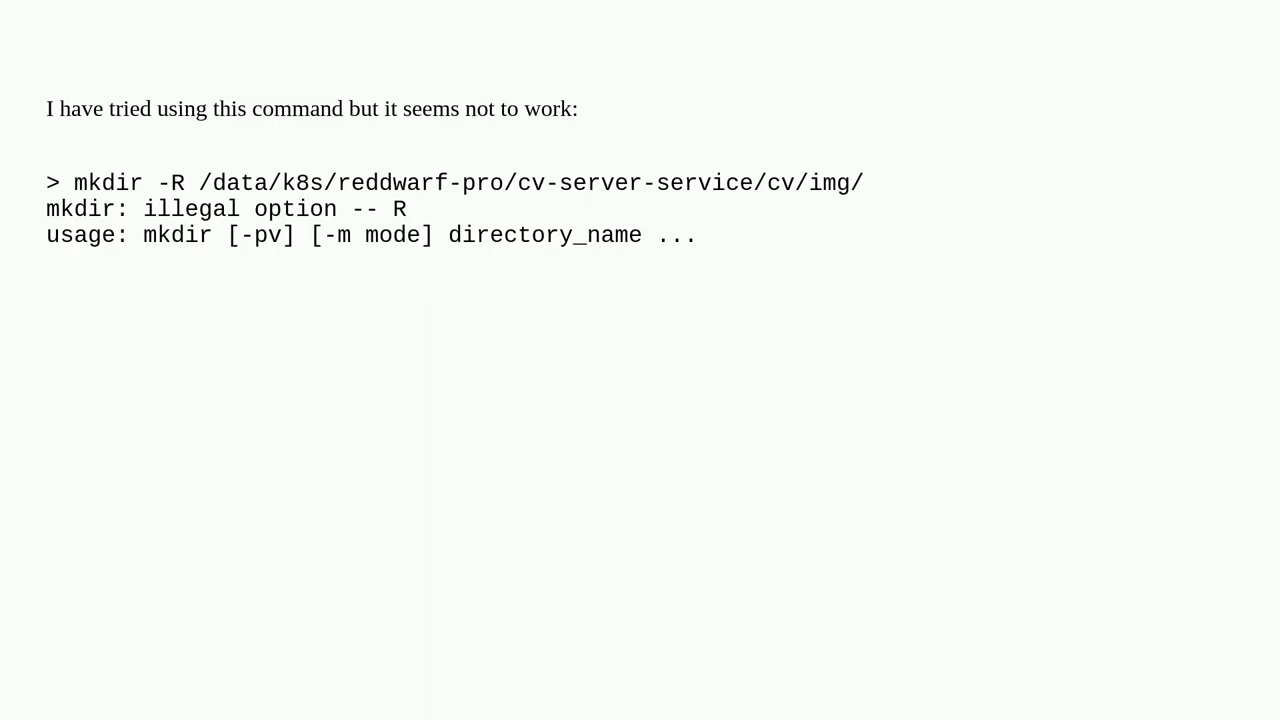 I have tried using this command but it seems not to work:
> mkdir -R /data/k8s/reddwarf-pro/cv-server-service/cv/img/
mkdir: illegal option -- R
usage: mkdir [-pv] [-m mode] directory_name ...